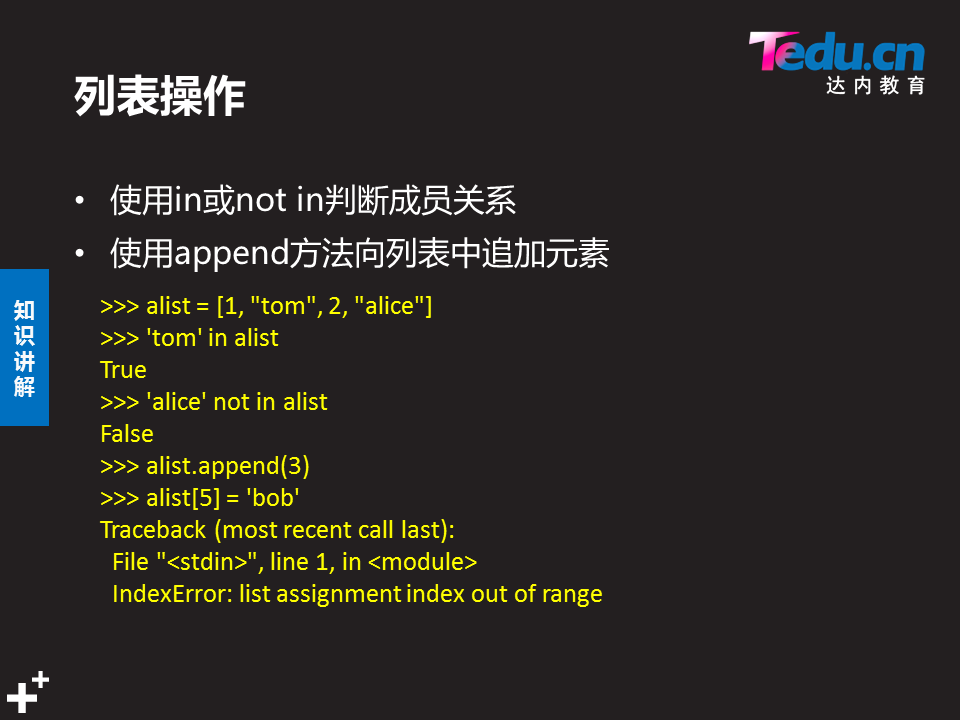 Tedu.cn
达内教育
列表操作
• 使用in或not in判断成员关系
• 使用append方法向列表中追加元素
知识讲解
>>> alist = [1, "tom", 2, "alice"]
>>> 'tom' in alist
True
>>> 'alice' not in alist
False
>>> alist.append(3)
>>> alist[5] = 'bob'
Traceback (most recent call last):
  File "<stdin>", line 1, in <module>
  IndexError: list assignment index out of range